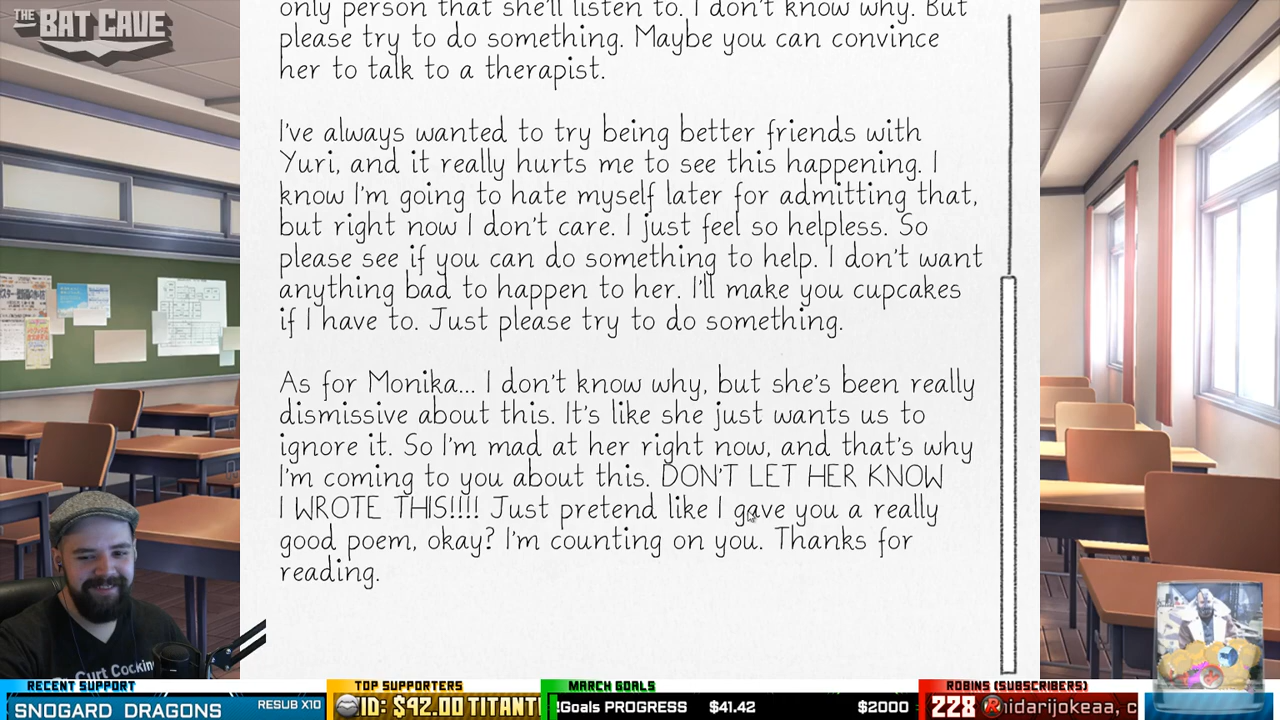 THE
BAT CAVE
only person that she'll listen to. I don't know why. But
please try to do something. Maybe you can convince
her to talk to a therapist.
I've always wanted to try being better friends with
Yuri, and it really hurts me to see this happening. I
know I'm going to hate myself later for admitting that,
but right now I don't care. I just feel so helpless. So
please see if you can do something to help. I don't want
anything bad to happen to her. I'll make you cupcakes
if I have to. Just please try to do something.
As for Monika... I don't know why, but she's been really
dismissive about this. It's like she just wants us to
ignore it. So I'm mad at her right now, and that's why
I'm coming to you about this. DON'T LET HER KNOW
I WROTE THIS!!!! Just pretend like I gave you a really
good poem, okay? I'm counting on you. Thanks for
reading.
Curt Cockin
RECENT SUPPORT
SNOGARD DRAGONS
RESUB X10
TOP SUPPORTERS
ID: $42.00 TITANT
MARCH GOALS
!Goals PROGRESS $41.42 $2000
ROBINS (SUBSCRIBERS)
228
nidarijokeaa, c